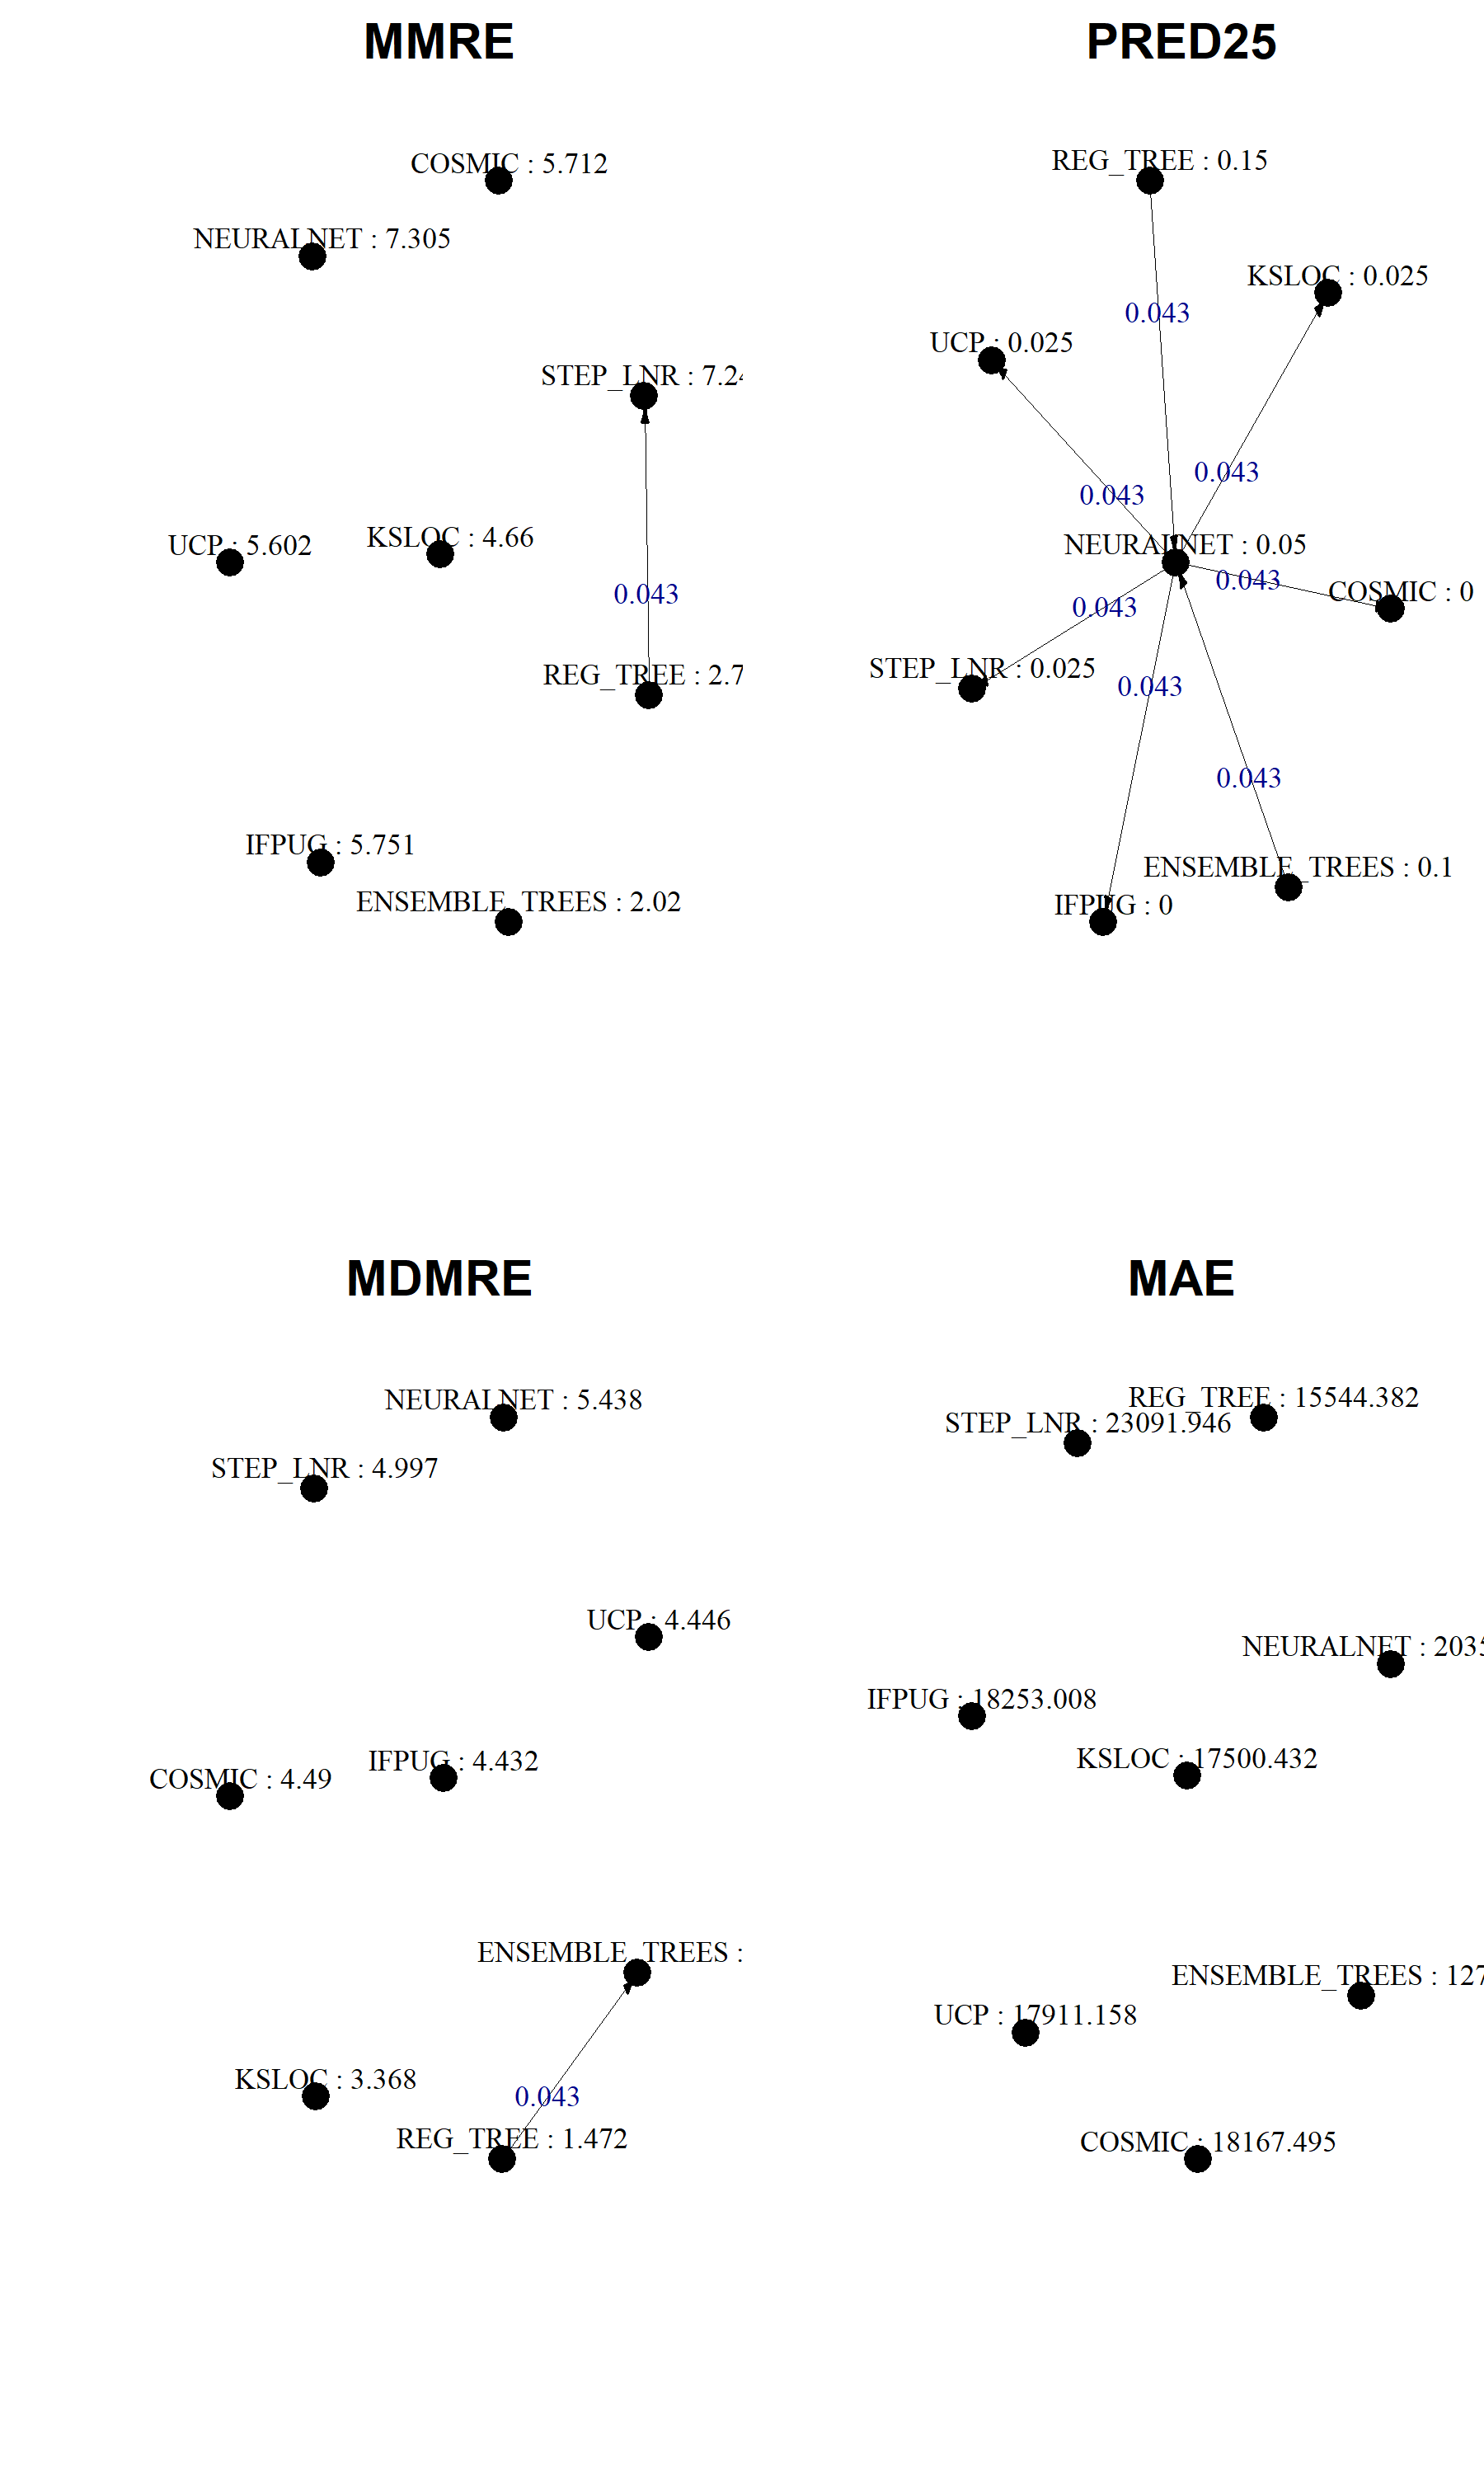 MMRE
COSMIC : 5.712
NEURALNET : 7.305
STEP_LNR : 7.24
0.043
UCP : 5.602
KSLOC : 4.66
REG_TREE : 2.7
IFPUG : 5.751
ENSEMBLE_TREES : 2.02
PRED25
REG_TREE : 0.15
KSLOC : 0.025
0.043
UCP : 0.025
0.043
0.043
NEURALNET : 0.05
0.043
COSMIC : 0
0.043
STEP_LNR : 0.025
0.043
0.043
ENSEMBLE_TREES : 0.1
IFPUG : 0
MDMRE
NEURALNET : 5.438
STEP_LNR : 4.997
UCP : 4.446
IFPUG : 4.432
COSMIC : 4.49
ENSEMBLE_TREES :
KSLOC : 3.368
0.043
REG_TREE : 1.472
MAE
REG_TREE : 15544.382
STEP_LNR : 23091.946
NEURALNET : 2035
IFPUG : 18253.008
KSLOC : 17500.432
ENSEMBLE_TREES : 127
UCP : 17911.158
COSMIC : 18167.495